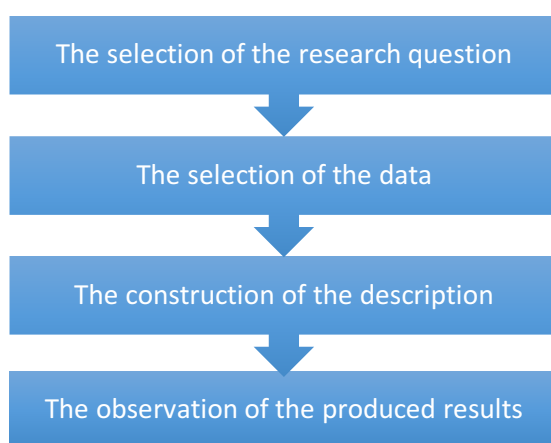 The selection of the research question
The selection of the data
The construction of the description
The observation of the produced results